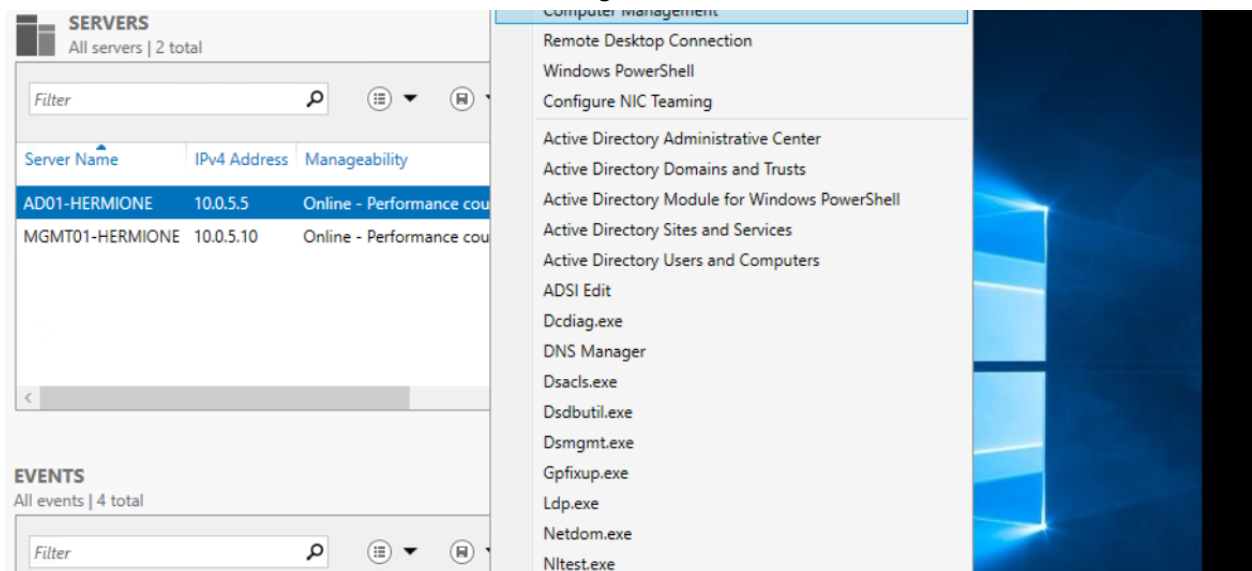 SERVERS
All servers | 2 total
Filter
Server Name IPv4 Address Manageability
AD01-HERMIONE 10.0.5.5 Online - Performance cou
MGMT01-HERMIONE 10.0.5.10 Online - Performance cou
EVENTS
All events | 4 total
Filter
Computer Management
Remote Desktop Connection
Windows PowerShell
Configure NIC Teaming
Active Directory Administrative Center
Active Directory Domains and Trusts
Active Directory Module for Windows PowerShell
Active Directory Sites and Services
Active Directory Users and Computers
ADSI Edit
Dcdiag.exe
DNS Manager
Dsacls.exe
Dsdbutil.exe
Dsmgmt.exe
Gpfixup.exe
Ldp.exe
Netdom.exe
Nltest.exe